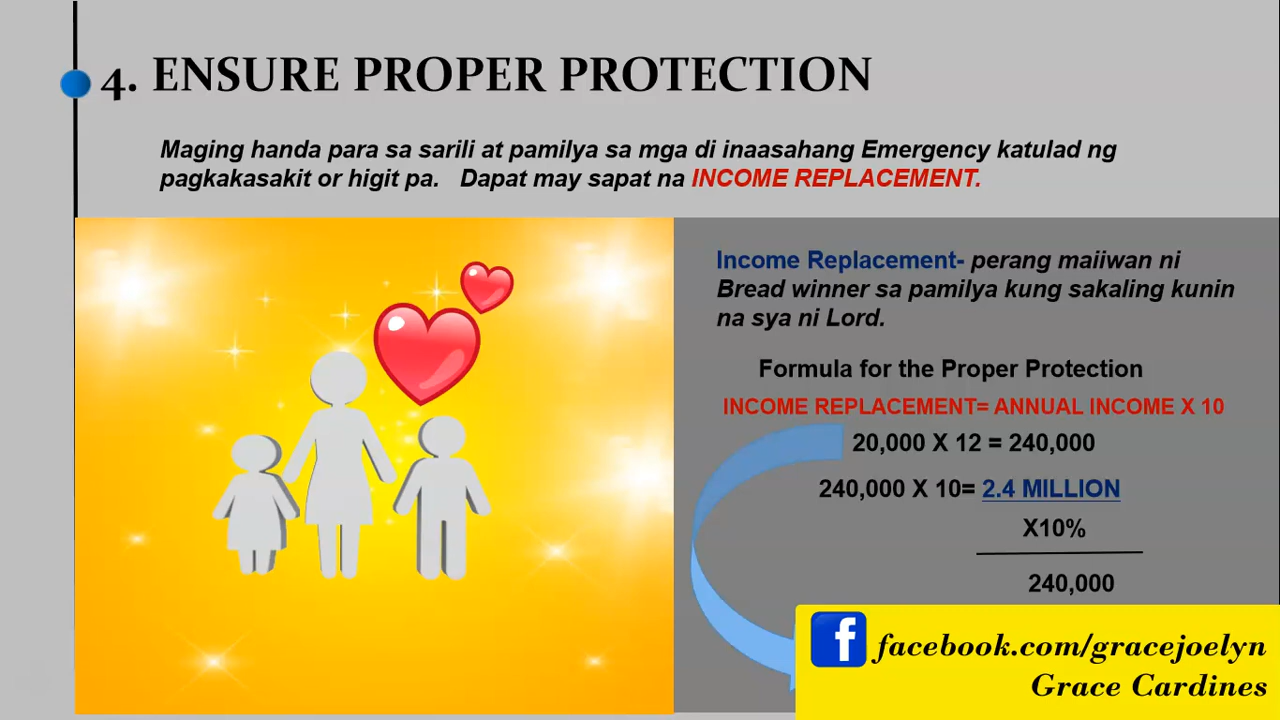 4. ENSURE PROPER PROTECTION
Maging handa para sa sarili at pamilya sa mga di inaasahang Emergency katulad ng
pagkakasakit or higit pa. Dapat may sapat na INCOME REPLACEMENT.
Income Replacement- perang maiiwan ni
Bread winner sa pamilya kung sakaling kunin
na sya ni Lord.
Formula for the Proper Protection
INCOME REPLACEMENT= ANNUAL INCOME X 10
20,000 X 12 = 240,000
240,000 X 10= 2.4 MILLION
X10%
240,000
f facebook.com/gracejoelyn
Grace Cardines